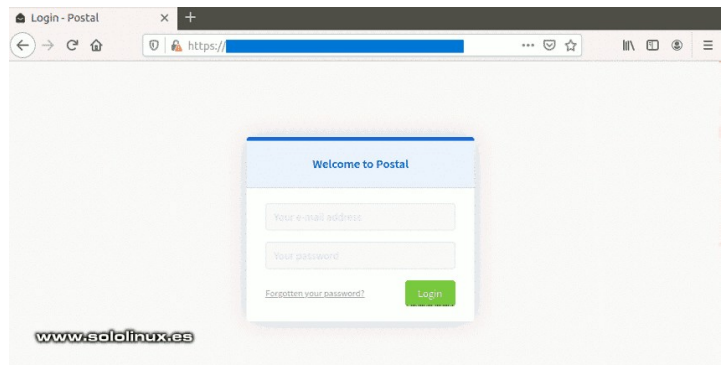 Login - Postal
https://
Welcome to Postal
Your e-mail address
Your password
Forgotten your password?
Login
www.sololinux.es